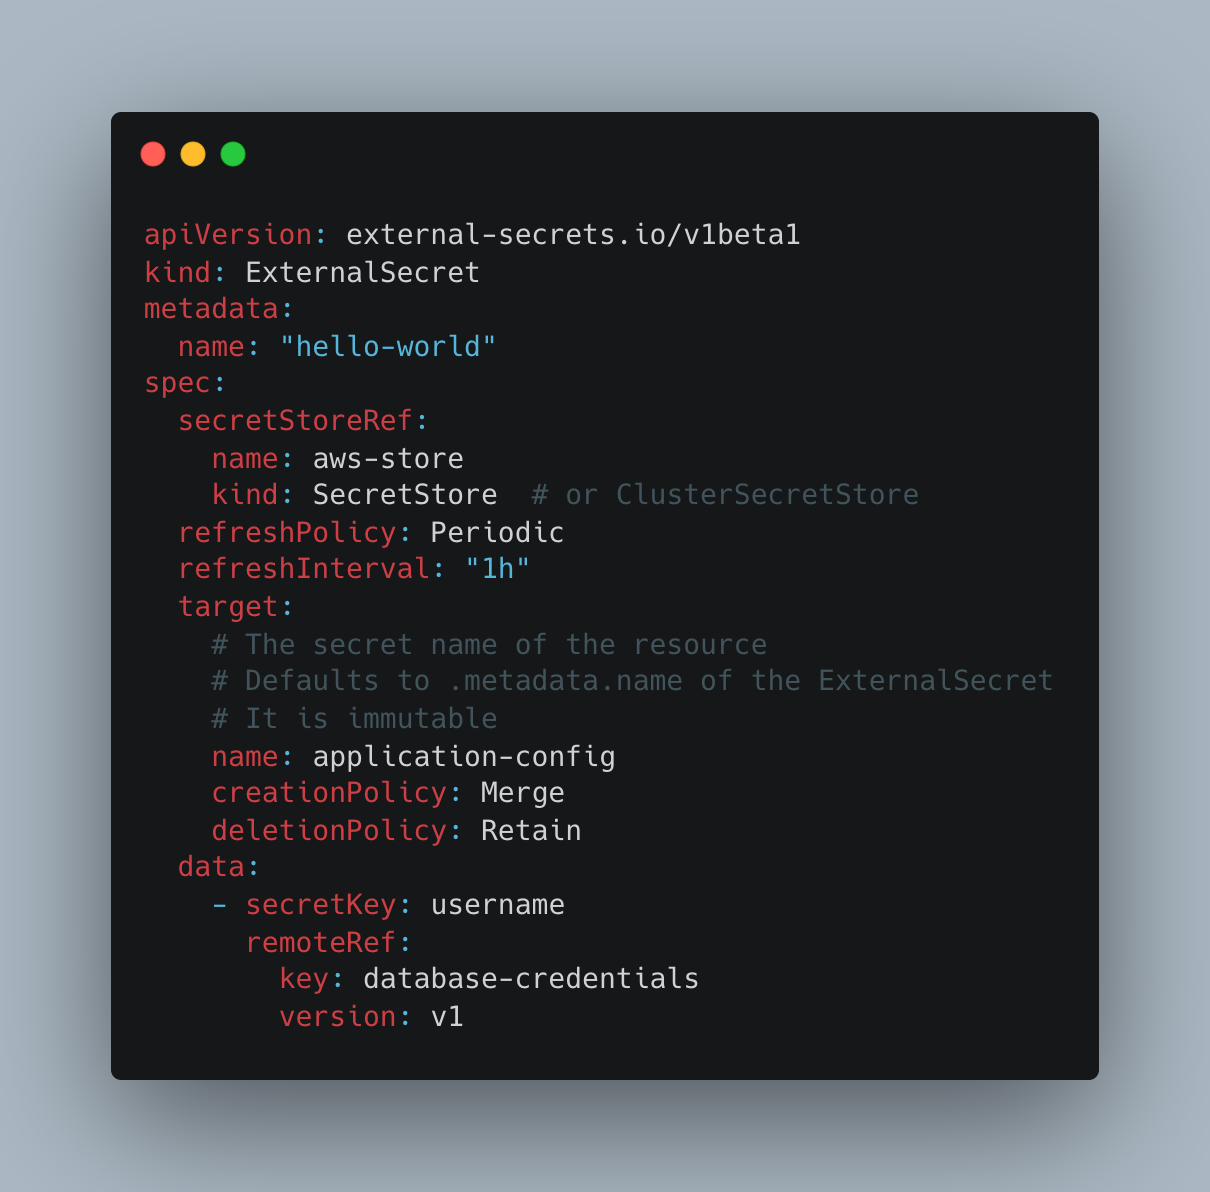 apiVersion: external-secrets.io/v1beta1
kind: ExternalSecret
metadata:
  name: "hello-world"
spec:
  secretStoreRef:
    name: aws-store
    kind: SecretStore  # or ClusterSecretStore
  refreshPolicy: Periodic
  refreshInterval: "1h"
  target:
    # The secret name of the resource
    # Defaults to .metadata.name of the ExternalSecret
    # It is immutable
    name: application-config
    creationPolicy: Merge
    deletionPolicy: Retain
  data:
    - secretKey: username
      remoteRef:
        key: database-credentials
        version: v1